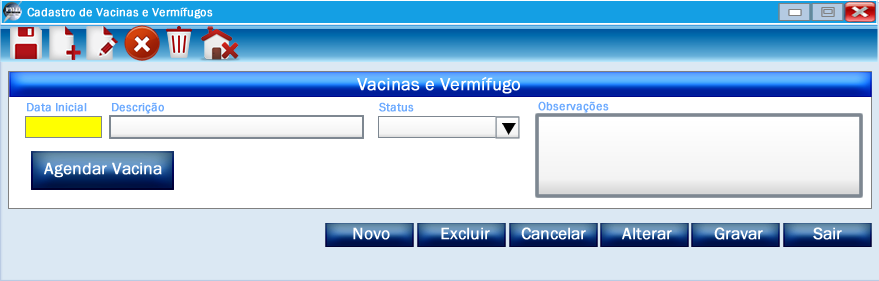 Cadastro de Vacinas e Vermífugos
Vacinas e Vermífugo
Data Inicial Descrição Status Observações
Agendar Vacina
Novo Excluir Cancelar Alterar Gravar Sair